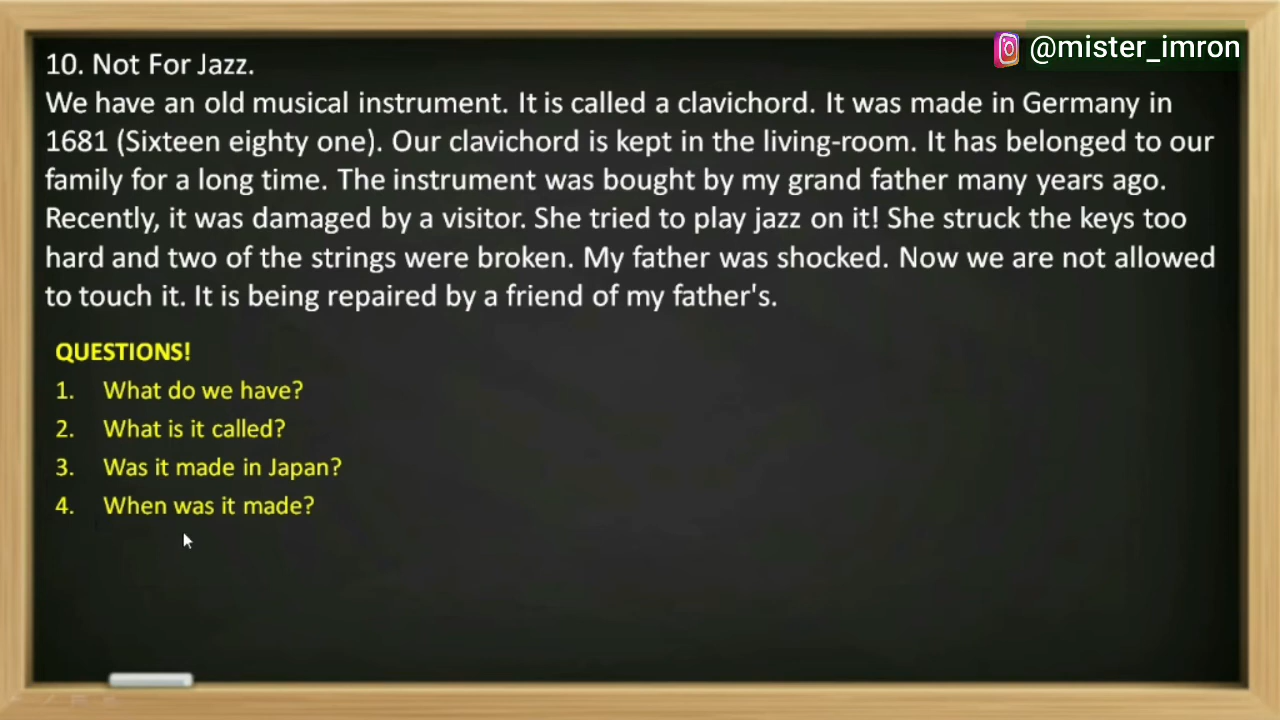 @mister_imron
10. Not For Jazz.
We have an old musical instrument. It is called a clavichord. It was made in Germany in
1681 (Sixteen eighty one). Our clavichord is kept in the living-room. It has belonged to our
family for a long time. The instrument was bought by my grand father many years ago.
Recently, it was damaged by a visitor. She tried to play jazz on it! She struck the keys too
hard and two of the strings were broken. My father was shocked. Now we are not allowed
to touch it. It is being repaired by a friend of my father's.
QUESTIONS!
1. What do we have?
2. What is it called?
3. Was it made in Japan?
4. When was it made?